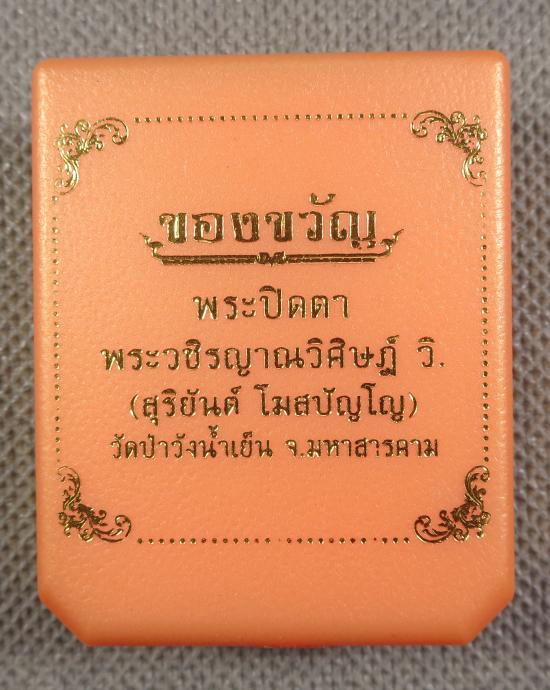 ของขวัญ
พระปิดตา
พระวชิรญาณวิศิษฎ์ วิ.
(สุริยันต์ โฆสปัญโญ)
วัดป่าวังน้ำเย็น จ.มหาสารคาม